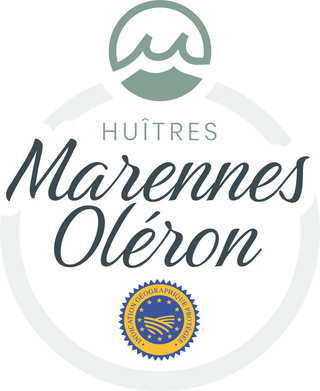 HUÎTRES
Marennes
Oléron
INDICATION GÉOGRAPHIQUE PROTÉGÉE